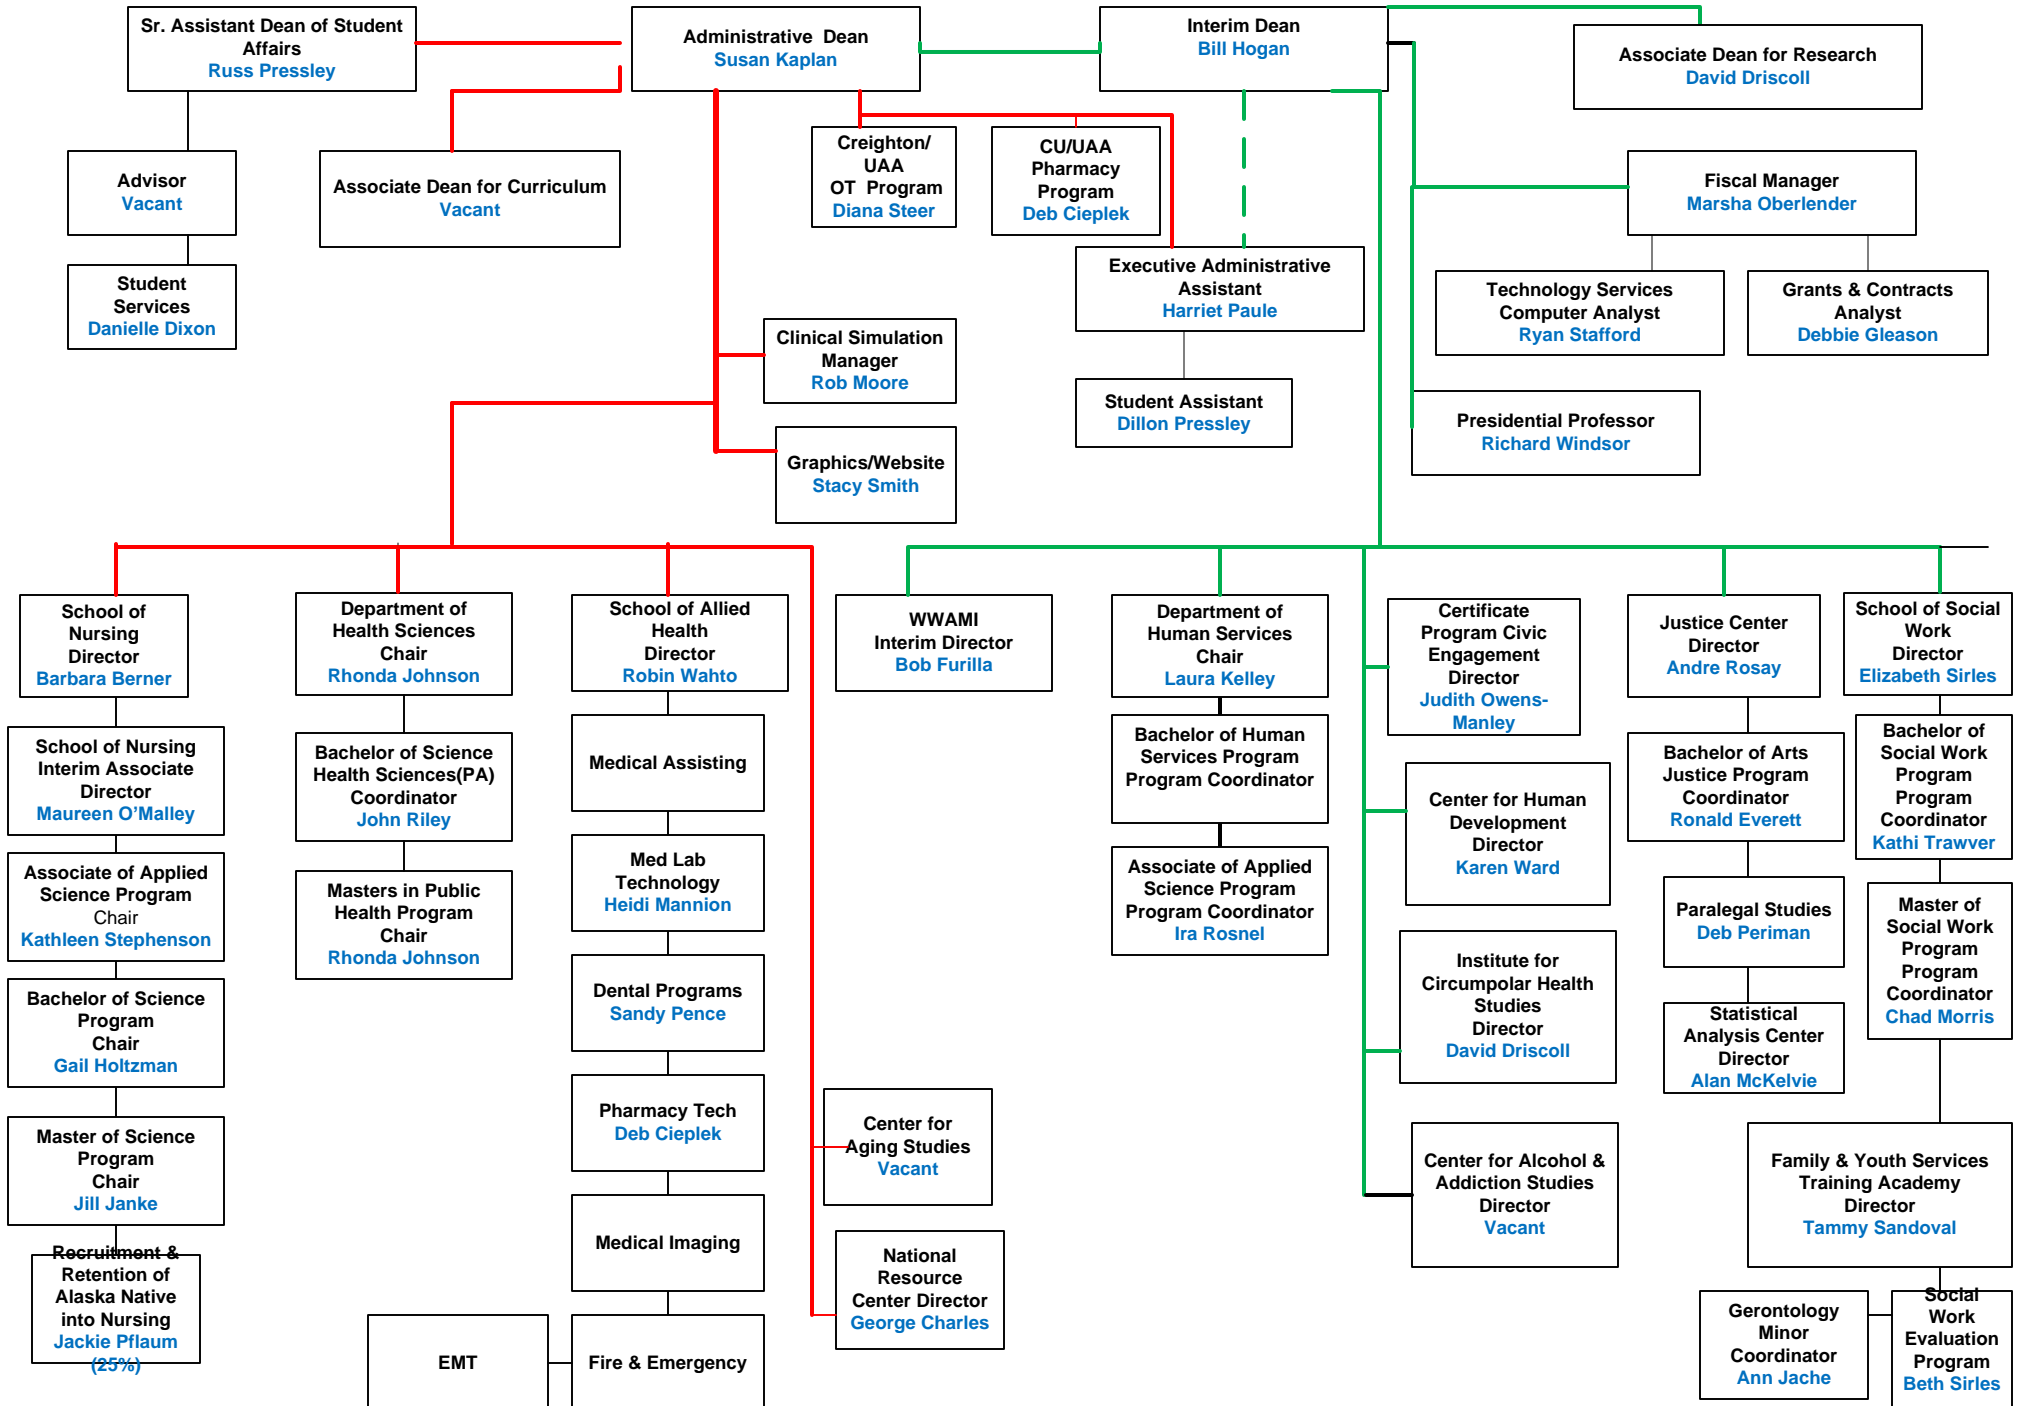 Sr. Assistant Dean of Student
Affairs
Russ Pressley
Administrative  Dean
Susan Kaplan
Interim Dean
Bill Hogan
Associate Dean for Research
David Driscoll
Advisor
Vacant
Associate Dean for Curriculum
Vacant
Creighton/
UAA
OT  Program
Diana Steer
CU/UAA
Pharmacy
Program
Deb Cieplek
Fiscal Manager
Marsha Oberlender
Student
Services
Danielle Dixon
Executive Administrative
Assistant
Harriet Paule
Technology Services
Computer Analyst
Ryan Stafford
Grants & Contracts
Analyst
Debbie Gleason
Clinical Simulation
Manager
Rob Moore
Student Assistant
Dillon Pressley
Presidential Professor
Richard Windsor
Graphics/Website
Stacy Smith
School of
Nursing
Director
Barbara Berner
Department of
Health Sciences
Chair
Rhonda Johnson
School of Allied
Health
Director
Robin Wahto
WWAMI
Interim Director
Bob Furilla
Department of
Human Services
Chair
Laura Kelley
Certificate
Program Civic
Engagement
Director
Judith Owens-
Manley
Justice Center
Director
Andre Rosay
School of Social
Work
Director
Elizabeth Sirles
School of Nursing
Interim Associate
Director
Maureen O’Malley
Bachelor of Science
Health Sciences(PA)
Coordinator
John Riley
Medical Assisting
Bachelor of Human
Services Program
Program Coordinator
Center for Human
Development
Director
Karen Ward
Bachelor of Arts
Justice Program
Coordinator
Ronald Everett
Bachelor of
Social Work
Program
Program
Coordinator
Kathi Trawver
Associate of Applied
Science Program
Chair
Kathleen Stephenson
Masters in Public
Health Program
Chair
Rhonda Johnson
Med Lab
Technology
Heidi Mannion
Associate of Applied
Science Program
Program Coordinator
Ira Rosnel
Institute for
Circumpolar Health
Studies
Director
David Driscoll
Paralegal Studies
Deb Periman
Master of
Social Work
Program
Program
Coordinator
Chad Morris
Bachelor of Science
Program
Chair
Gail Holtzman
Dental Programs
Sandy Pence
Statistical
Analysis Center
Director
Alan McKelvie
Master of Science
Program
Chair
Jill Janke
Pharmacy Tech
Deb Cieplek
Center for
Aging Studies
Vacant
Center for Alcohol &
Addiction Studies
Director
Vacant
Family & Youth Services
Training Academy
Director
Tammy Sandoval
Recruitment &
Retention of
Alaska Native
into Nursing
Jackie Pflaum
(25%)
Medical Imaging
National
Resource
Center Director
George Charles
EMT
Fire & Emergency
Gerontology
Minor
Coordinator
Ann Jache
Social
Work
Evaluation
Program
Beth Sirles